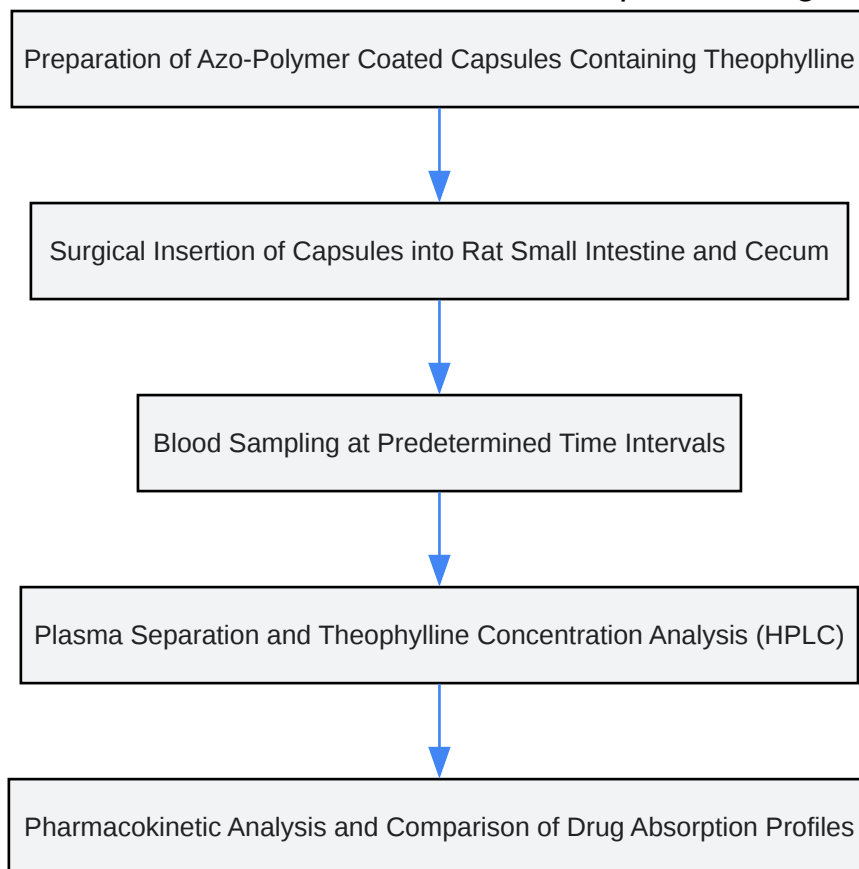 Preparation of Azo-Polymer Coated Capsules Containing Theophylline
Surgical Insertion of Capsules into Rat Small Intestine and Cecum
Blood Sampling at Predetermined Time Intervals
Plasma Separation and Theophylline Concentration Analysis (HPLC)
Pharmacokinetic Analysis and Comparison of Drug Absorption Profiles